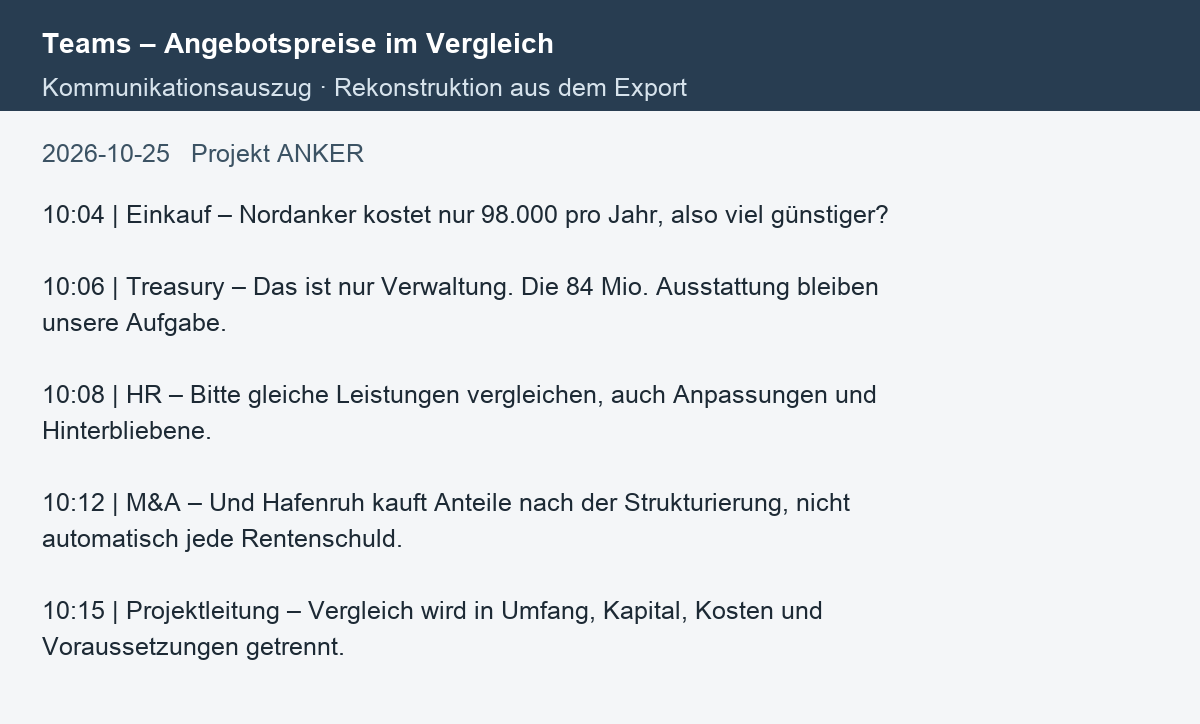 Teams – Angebotspreise im Vergleich
Kommunikationsauszug · Rekonstruktion aus dem Export
2026-10-25   Projekt ANKER
10:04 | Einkauf – Nordanker kostet nur 98.000 pro Jahr, also viel günstiger?
10:06 | Treasury – Das ist nur Verwaltung. Die 84 Mio. Ausstattung bleiben
unsere Aufgabe.
10:08 | HR – Bitte gleiche Leistungen vergleichen, auch Anpassungen und
Hinterbliebene.
10:12 | M&A – Und Hafenruh kauft Anteile nach der Strukturierung, nicht
automatisch jede Rentenschuld.
10:15 | Projektleitung – Vergleich wird in Umfang, Kapital, Kosten und
Voraussetzungen getrennt.